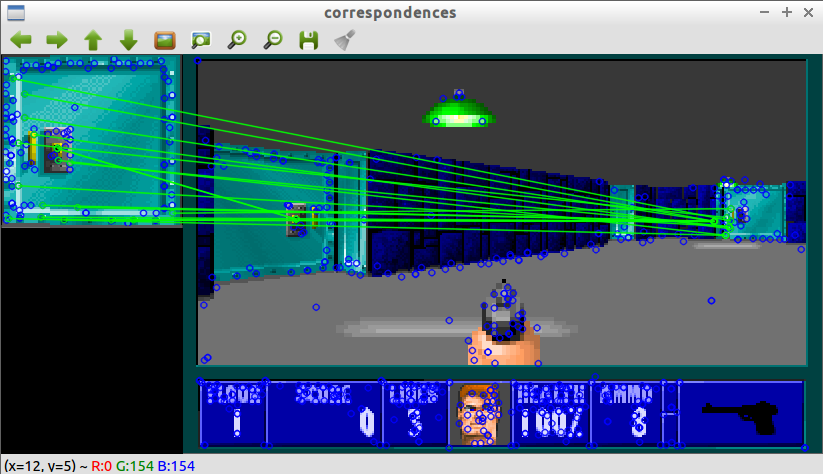 correspondences
FLOOR SCORE LIVES HEALTH AMMO
1 0 3 100% 8
(x=12, y=5) ~ R:0 G:154 B:154